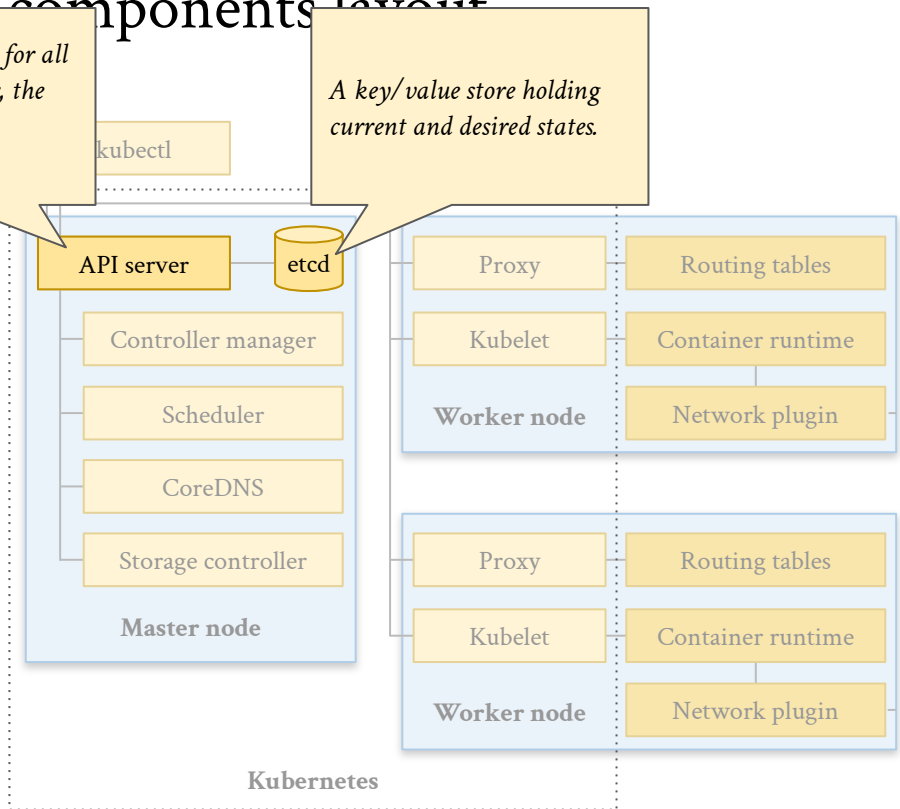 components layout
for all
the
A key/value store holding
current and desired states.
kubectl
API server
etcd
Controller manager
Scheduler
CoreDNS
Storage controller
Master node
Proxy
Routing tables
Kubelet
Container runtime
Worker node
Network plugin
Proxy
Routing tables
Kubelet
Container runtime
Worker node
Network plugin
Kubernetes